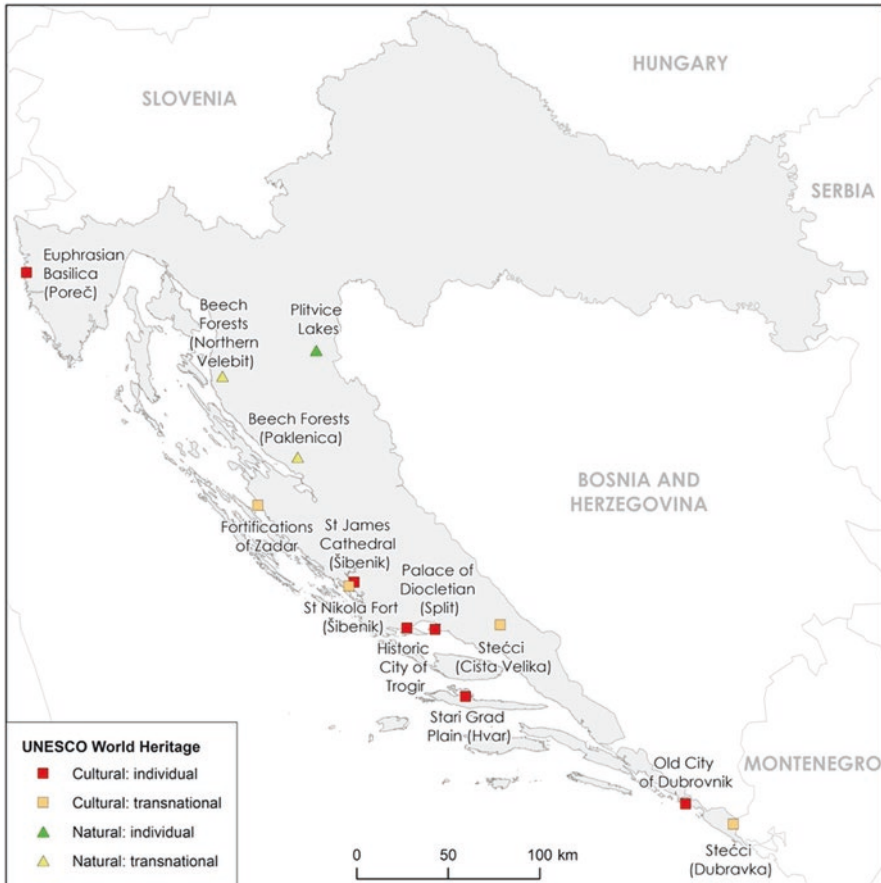 HUNGARY
SLOVENIA
SERBIA
Euphrasian
Basilica
(Poreč)
Beech
Forests
(Northern
Velebit)
Plitvice
Lakes
Beech Forests
(Paklenica)
BOSNIA AND
HERZEGOVINA
Fortifications
of Zadar
St James
Cathedral
(Šibenik)
Palace of
Diocletian
(Split)
St Nikola Fort
(Šibenik)
Historic
City of
Trogir
Stećci
(Cista Velika)
Stari Grad
Plain (Hvar)
Old City
of Dubrovnik
MONTENEGRO
Stećci
(Dubravka)
UNESCO World Heritage
Cultural: individual
Cultural: transnational
Natural: individual
Natural: transnational
0 50 100 km